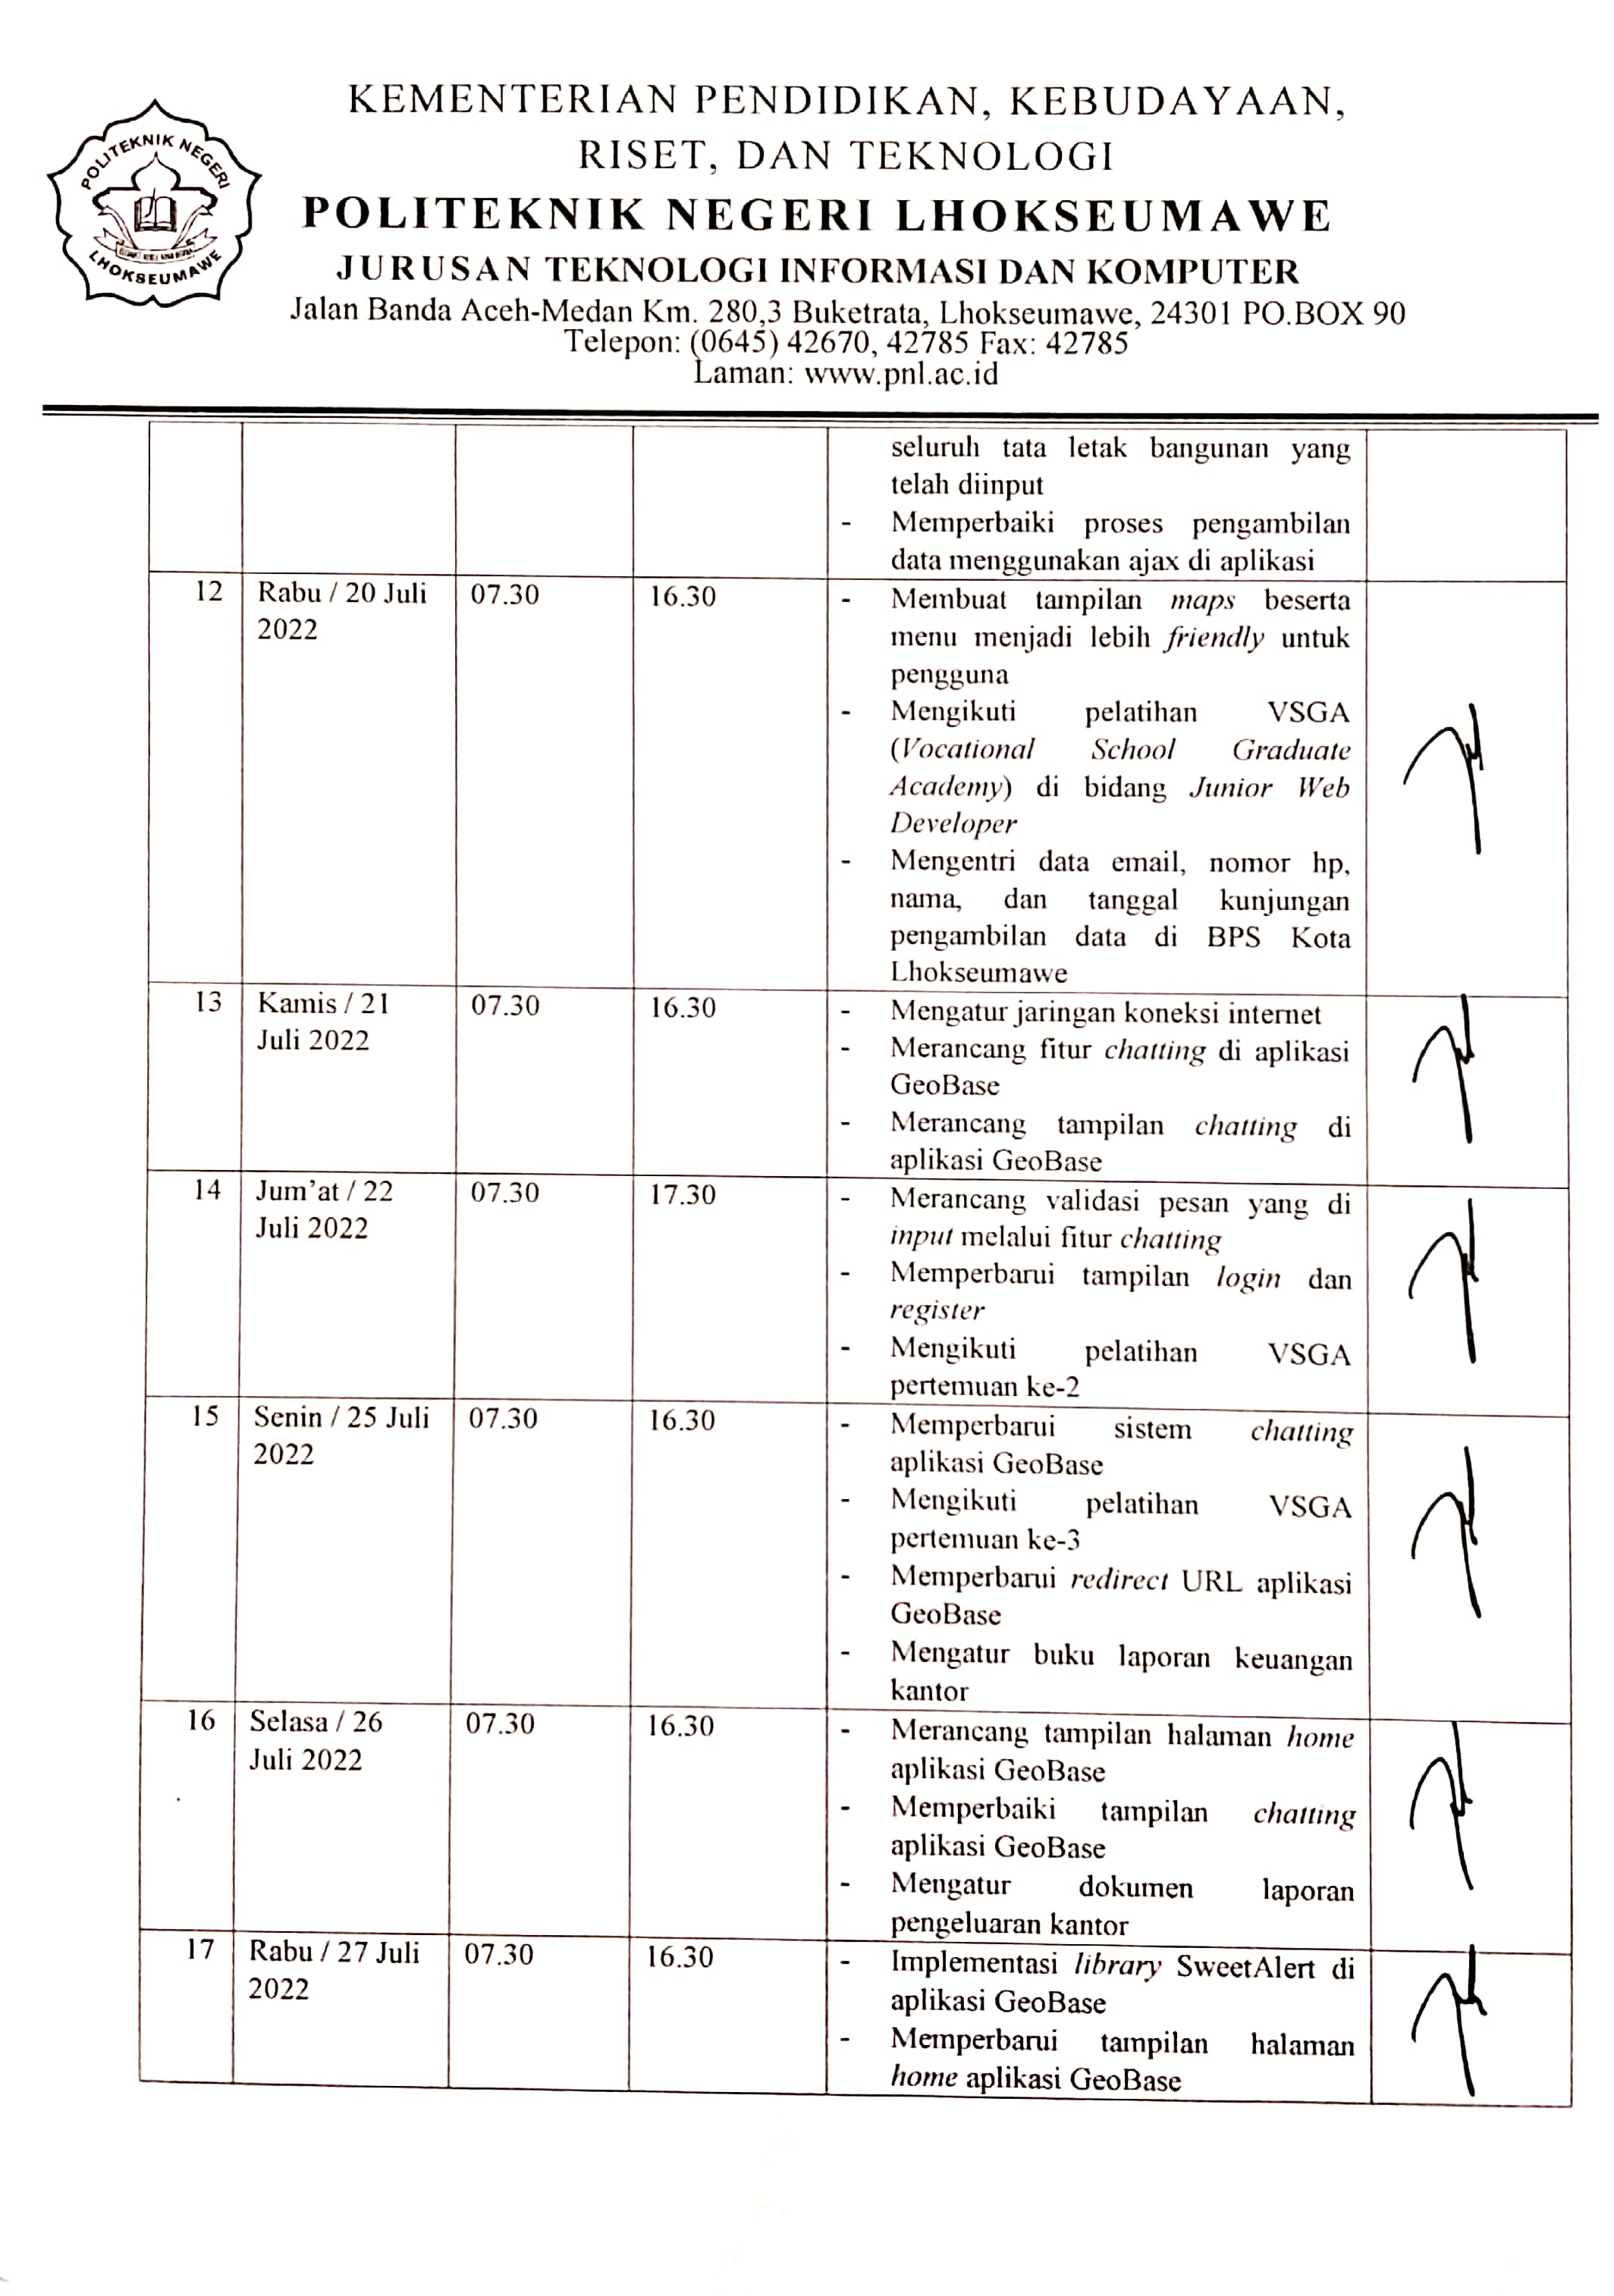 POLITEKNIK NEGERI
LHOKSEUMAWE
KEMENTERIAN PENDIDIKAN, KEBUDAYAAN,
RISET, DAN TEKNOLOGI
POLITEKNIK NEGERI LHOKSEUMAWE
JURUSAN TEKNOLOGI INFORMASI DAN KOMPUTER
Jalan Banda Aceh-Medan Km. 280,3 Buketrata, Lhokseumawe, 24301 PO.BOX 90
Telepon: (0645) 42670, 42785 Fax: 42785
Laman: www.pnl.ac.id
seluruh tata letak bangunan yang
telah diinput
- Memperbaiki proses pengambilan
data menggunakan ajax di aplikasi
12 Rabu / 20 Juli 07.30 16.30 - Membuat tampilan maps beserta
2022 menu menjadi lebih friendly untuk
pengguna
- Mengikuti pelatihan VSGA
(Vocational School Graduate
Academy) di bidang Junior Web
Developer
- Mengentri data email, nomor hp,
nama, dan tanggal kunjungan
pengambilan data di BPS Kota
Lhokseumawe
13 Kamis / 21 07.30 16.30 - Mengatur jaringan koneksi internet
Juli 2022 - Merancang fitur chatting di aplikasi
GeoBase
- Merancang tampilan chatting di
aplikasi GeoBase
14 Jum'at / 22 07.30 17.30 - Merancang validasi pesan yang di
Juli 2022 input melalui fitur chatting
- Memperbarui tampilan login dan
register
- Mengikuti pelatihan VSGA
pertemuan ke-2
15 Senin / 25 Juli 07.30 16.30 - Memperbarui sistem chatting
2022 aplikasi GeoBase
- Mengikuti pelatihan VSGA
pertemuan ke-3
- Memperbarui redirect URL aplikasi
GeoBase
- Mengatur buku laporan keuangan
kantor
16 Selasa / 26 07.30 16.30 - Merancang tampilan halaman home
Juli 2022 aplikasi GeoBase
- Memperbaiki tampilan chatting
aplikasi GeoBase
- Mengatur dokumen laporan
pengeluaran kantor
17 Rabu / 27 Juli 07.30 16.30 - Implementasi library SweetAlert di
2022 aplikasi GeoBase
- Memperbarui tampilan halaman
home aplikasi GeoBase